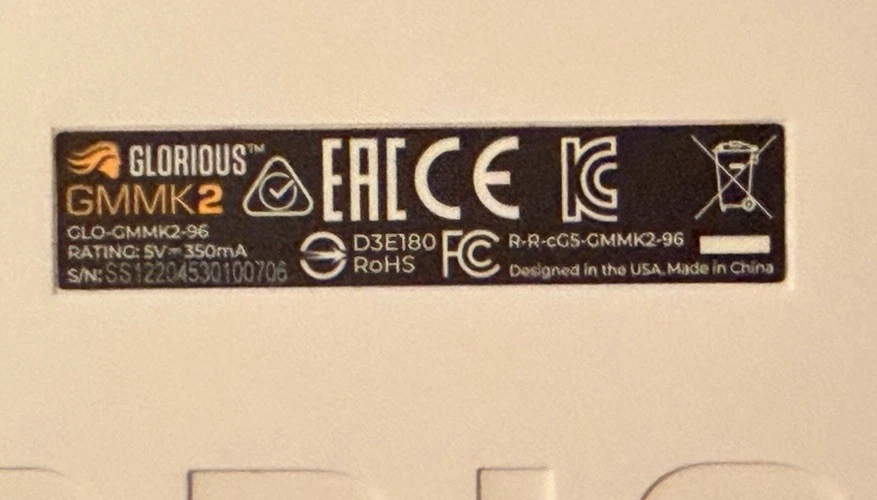 GLORIOUS™
GMMK2
GLO-GMMK2-96
RATING: 5V⎓350mA
S/N: SS12204530100706
EAC CE
D3E180
RoHS
FC
R-R-cG5-GMMK2-96
Designed in the USA. Made in China